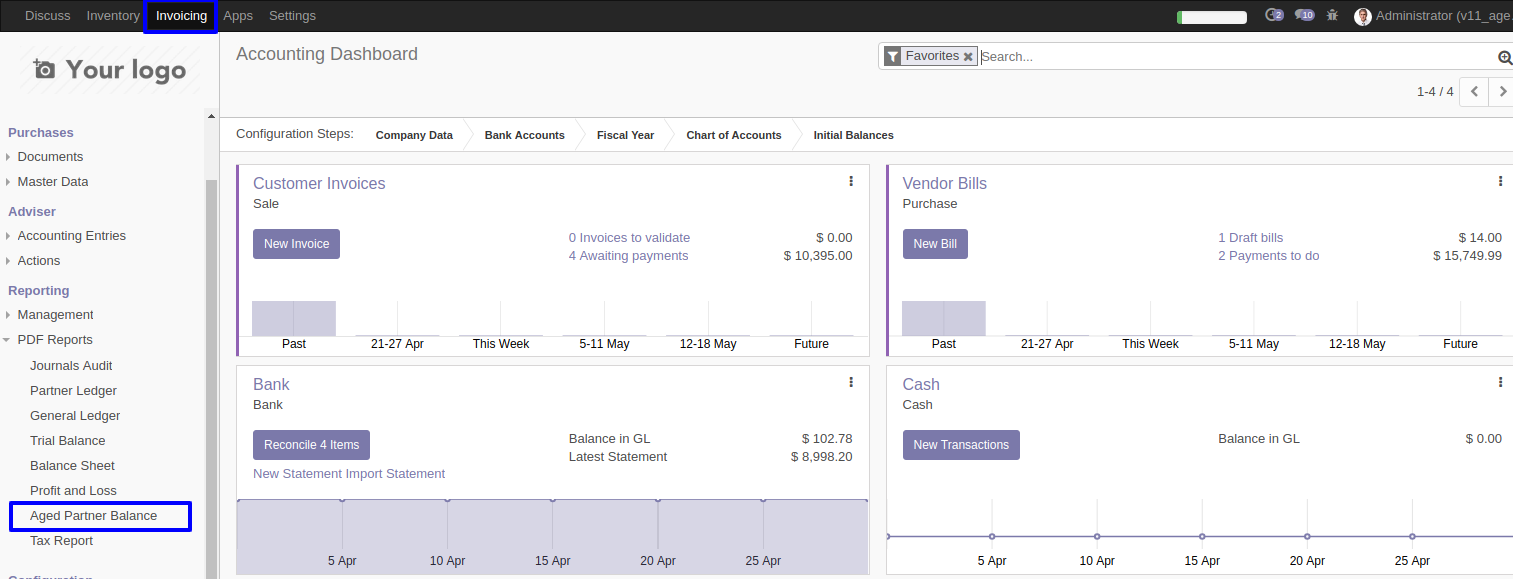 Discuss Inventory Invoicing Apps Settings 2 10 Administrator (v11_age
Your logo
Accounting Dashboard
Favorites Search...
1-4 / 4
Configuration Steps: Company Data Bank Accounts Fiscal Year Chart of Accounts Initial Balances
Purchases
Documents
Master Data
Adviser
Accounting Entries
Actions
Reporting
Management
PDF Reports
Journals Audit
Partner Ledger
General Ledger
Trial Balance
Balance Sheet
Profit and Loss
Aged Partner Balance
Tax Report
Configuration
Customer Invoices
Sale
New Invoice
0 Invoices to validate $ 0.00
4 Awaiting payments $ 10,395.00
Past 21-27 Apr This Week 5-11 May 12-18 May Future
Vendor Bills
Purchase
New Bill
1 Draft bills $ 14.00
2 Payments to do $ 15,749.99
Past 21-27 Apr This Week 5-11 May 12-18 May Future
Bank
Bank
Reconcile 4 Items
New Statement Import Statement
Balance in GL $ 102.78
Latest Statement $ 8,998.20
5 Apr 10 Apr 15 Apr 20 Apr 25 Apr
Cash
Cash
New Transactions
Balance in GL $ 0.00
5 Apr 10 Apr 15 Apr 20 Apr 25 Apr